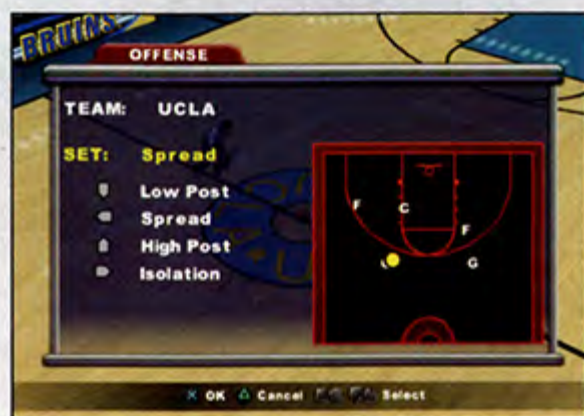 BRUINS
OFFENSE
TEAM: UCLA
SET: Spread
Low Post
Spread
High Post
Isolation
F
C
F
G
OK Cancel Select